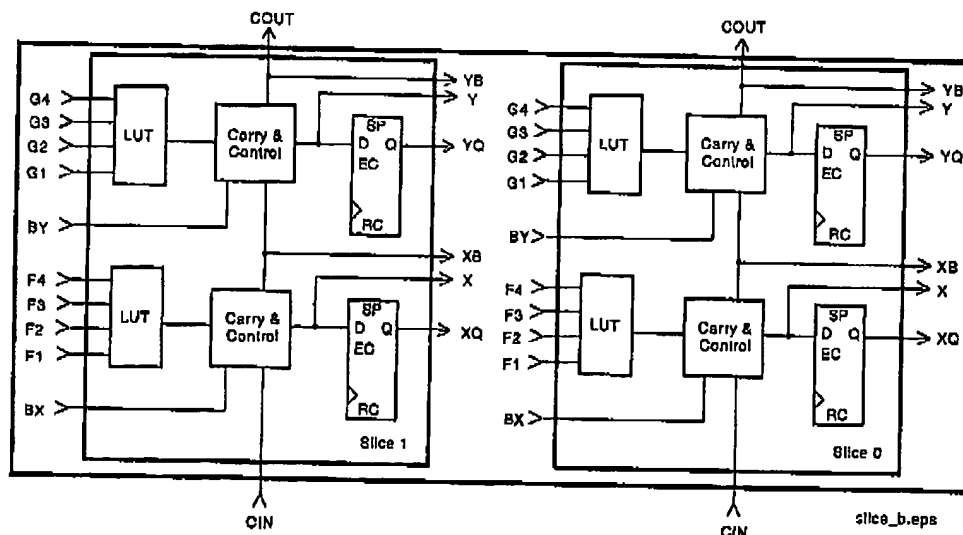 COUT
YB
Y
G4
G3
G2
G1
LUT
Carry &
Control
SP
D Q
EC
RC
YQ
BY
XB
X
F4
F3
F2
F1
LUT
Carry &
Control
SP
D Q
EC
RC
XQ
BX
Slice 1
CIN
COUT
YB
Y
G4
G3
G2
G1
LUT
Carry &
Control
SP
D Q
EC
RC
YQ
BY
XB
X
F4
F3
F2
F1
LUT
Carry &
Control
SP
D Q
EC
RC
XQ
BX
Slice 0
CIN
slice_b.eps